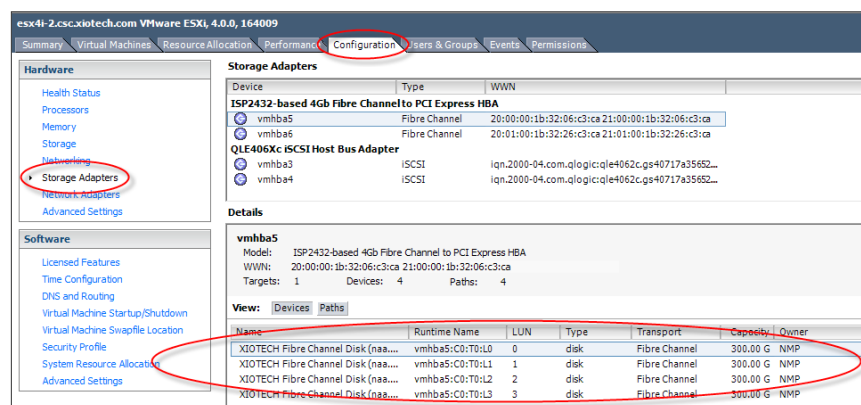 esx4i-2.csc.xiotech.com VMware ESXi, 4.0.0, 164009
Summary Virtual Machines Resource Allocation Performance Configuration Users & Groups Events Permissions
Hardware
Health Status
Processors
Memory
Storage
Networking
Storage Adapters
Network Adapters
Advanced Settings
Software
Licensed Features
Time Configuration
DNS and Routing
Virtual Machine Startup/Shutdown
Virtual Machine Swapfile Location
Security Profile
System Resource Allocation
Advanced Settings
Storage Adapters
Device Type WWN
ISP2432-based 4Gb Fibre Channel to PCI Express HBA
vmhba5 Fibre Channel 20:00:00:1b:32:06:c3:ca 21:00:00:1b:32:06:c3:ca
vmhba6 Fibre Channel 20:01:00:1b:32:26:c3:ca 21:01:00:1b:32:26:c3:ca
QLE406Xc iSCSI Host Bus Adapter
vmhba3 iSCSI iqn.2000-04.com.qlogic:qle4062c.gs40717a35652...
vmhba4 iSCSI iqn.2000-04.com.qlogic:qle4062c.gs40717a35652...
Details
vmhba5
Model: ISP2432-based 4Gb Fibre Channel to PCI Express HBA
WWN: 20:00:00:1b:32:06:c3:ca 21:00:00:1b:32:06:c3:ca
Targets: 1 Devices: 4 Paths: 4
View: Devices Paths
Name Runtime Name LUN Type Transport Capacity Owner
XIOTECH Fibre Channel Disk (naa.... vmhba5:C0:T0:L0 0 disk Fibre Channel 300.00 G NMP
XIOTECH Fibre Channel Disk (naa.... vmhba5:C0:T0:L1 1 disk Fibre Channel 300.00 G NMP
XIOTECH Fibre Channel Disk (naa.... vmhba5:C0:T0:L2 2 disk Fibre Channel 300.00 G NMP
XIOTECH Fibre Channel Disk (naa.... vmhba5:C0:T0:L3 3 disk Fibre Channel 300.00 G NMP